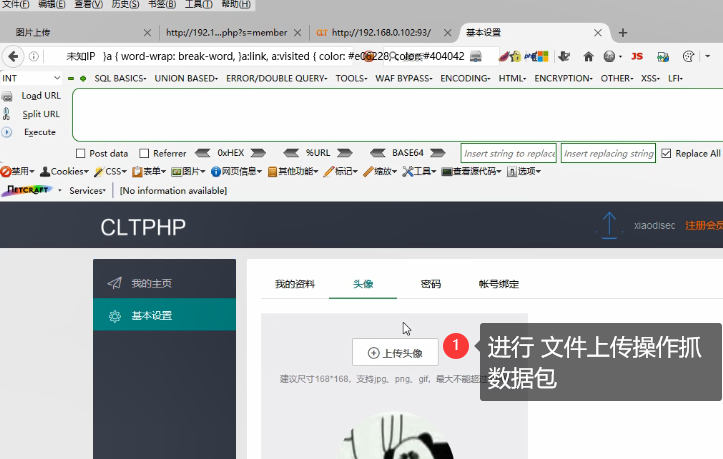 文件(F) 编辑(E) 查看(V) 历史(S) 书签(B) 工具(T) 帮助(H)
图片上传 http://192.1...php?s=member CLT http://192.168.0.102:93/ 基本设置
未知IP }a { word-wrap: break-word, }a:link, a:visited { color: #e06228, color: #404042
INT SQL BASICS UNION BASED ERROR/DOUBLE QUERY TOOLS WAF BYPASS ENCODING HTML ENCRYPTION OTHER XSS LFI
Load URL
Split URL
Execute
Post data Referrer 0xHEX %URL BASE64 Insert string to replace Insert replacing string Replace All
禁用 Cookies CSS 表单 图片 网页信息 其他功能 标记 缩放 工具 查看源代码 选项
NETCRAFT Services [No information available]
CLTPHP xiaodisec 注册会员
我的主页
基本设置
我的资料 头像 密码 帐号绑定
上传头像
建议尺寸168*168，支持jpg、png、gif，最大不能超过
1
进行 文件上传操作抓
数据包